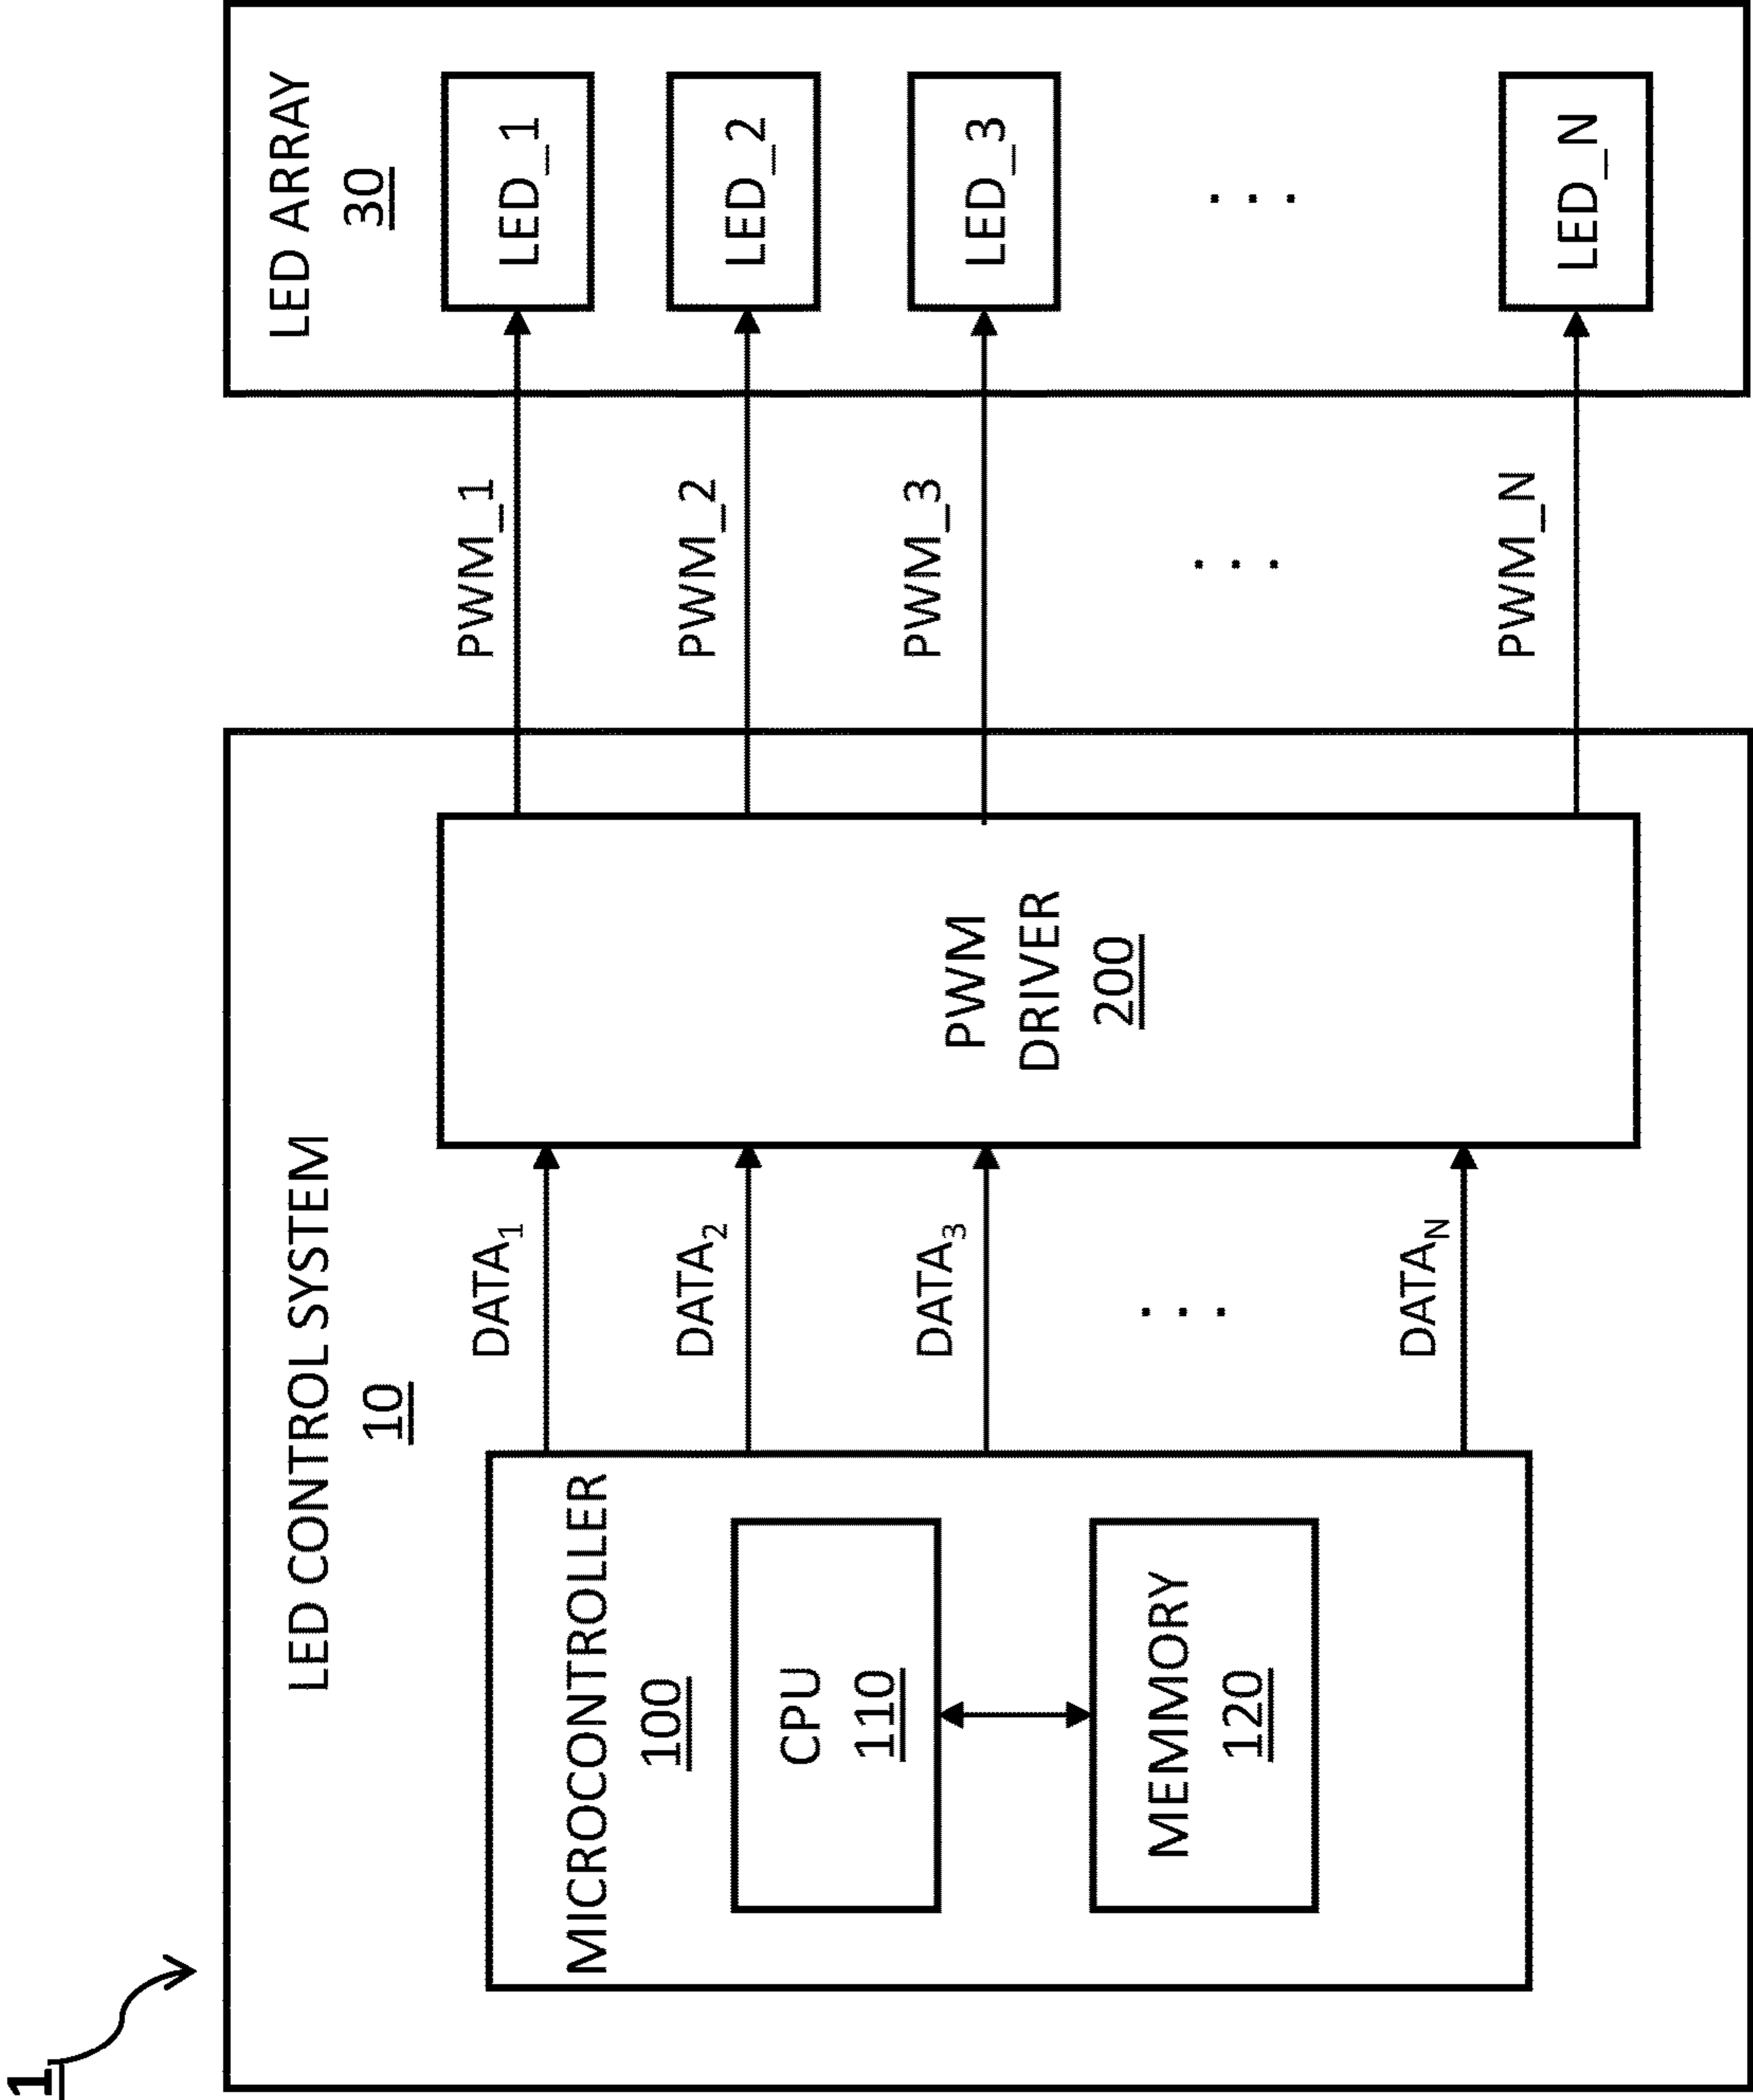 1
LED CONTROL SYSTEM
10
MICROCONTROLLER
100
CPU
110
MEMMORY
120
DATA1
DATA2
DATA3
. . .
DATAN
PWM
DRIVER
200
PWM_1
PWM_2
PWM_3
. . .
PWM_N
LED ARRAY
30
LED_1
LED_2
LED_3
. . .
LED_N